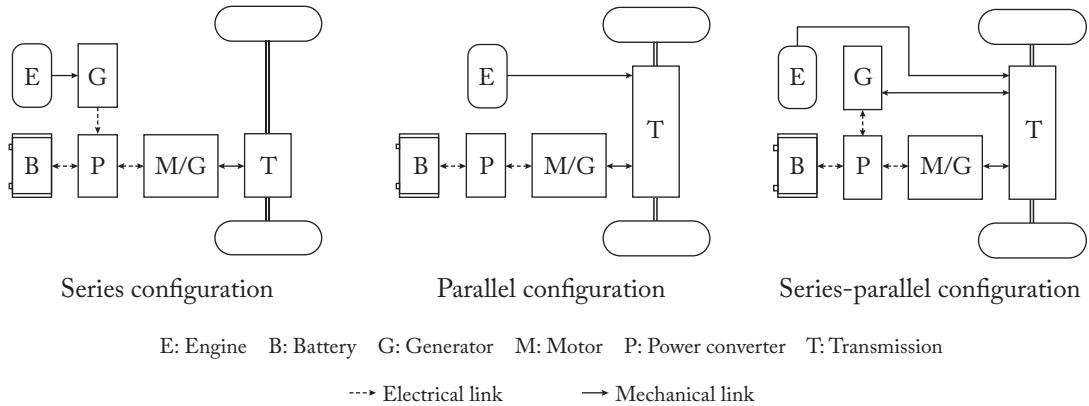 E G
B P M/G T
Series configuration
E
B P M/G T
Parallel configuration
E G
B P M/G T
Series-parallel configuration
E: Engine B: Battery G: Generator M: Motor P: Power converter T: Transmission
Electrical link Mechanical link